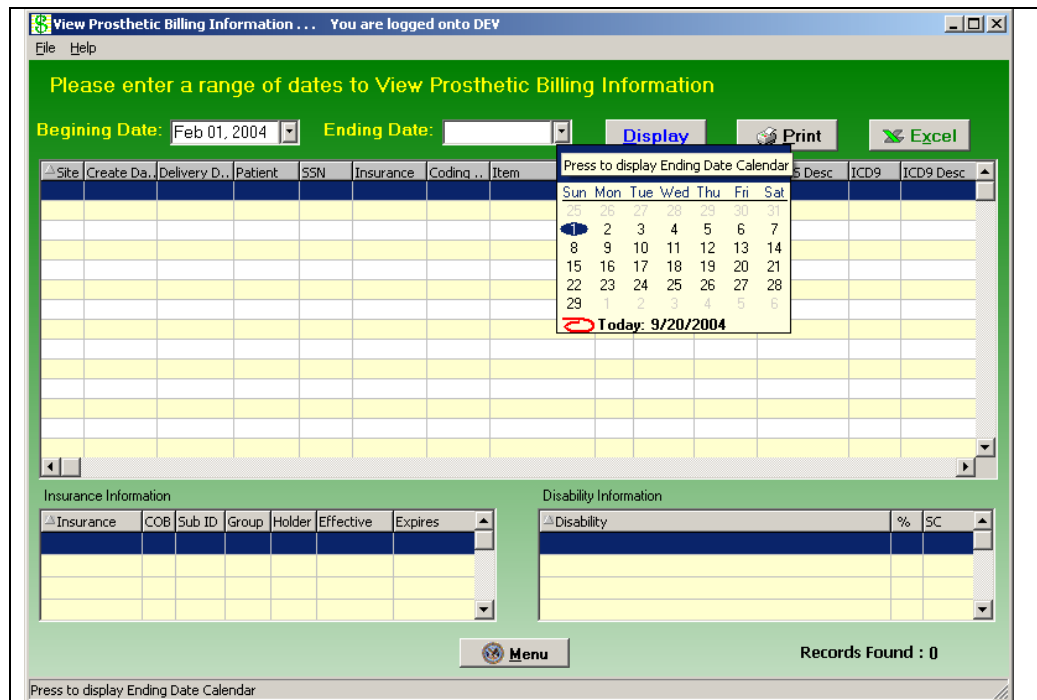 View Prosthetic Billing Information . . .    You are logged onto DEV
File Help
Please enter a range of dates to View Prosthetic Billing Information
Begining Date: Feb 01, 2004 Ending Date: Display Print Excel
Site Create Da.. Delivery D.. Patient SSN Insurance Coding .. Item Desc ICD9 ICD9 Desc
Press to display Ending Date Calendar
Sun Mon Tue Wed Thu Fri Sat
25 26 27 28 29 30 31
1 2 3 4 5 6 7
8 9 10 11 12 13 14
15 16 17 18 19 20 21
22 23 24 25 26 27 28
29 1 2 3 4 5 6
Today: 9/20/2004
Insurance Information Disability Information
Insurance COB Sub ID Group Holder Effective Expires Disability % SC
Menu Records Found : 0
Press to display Ending Date Calendar